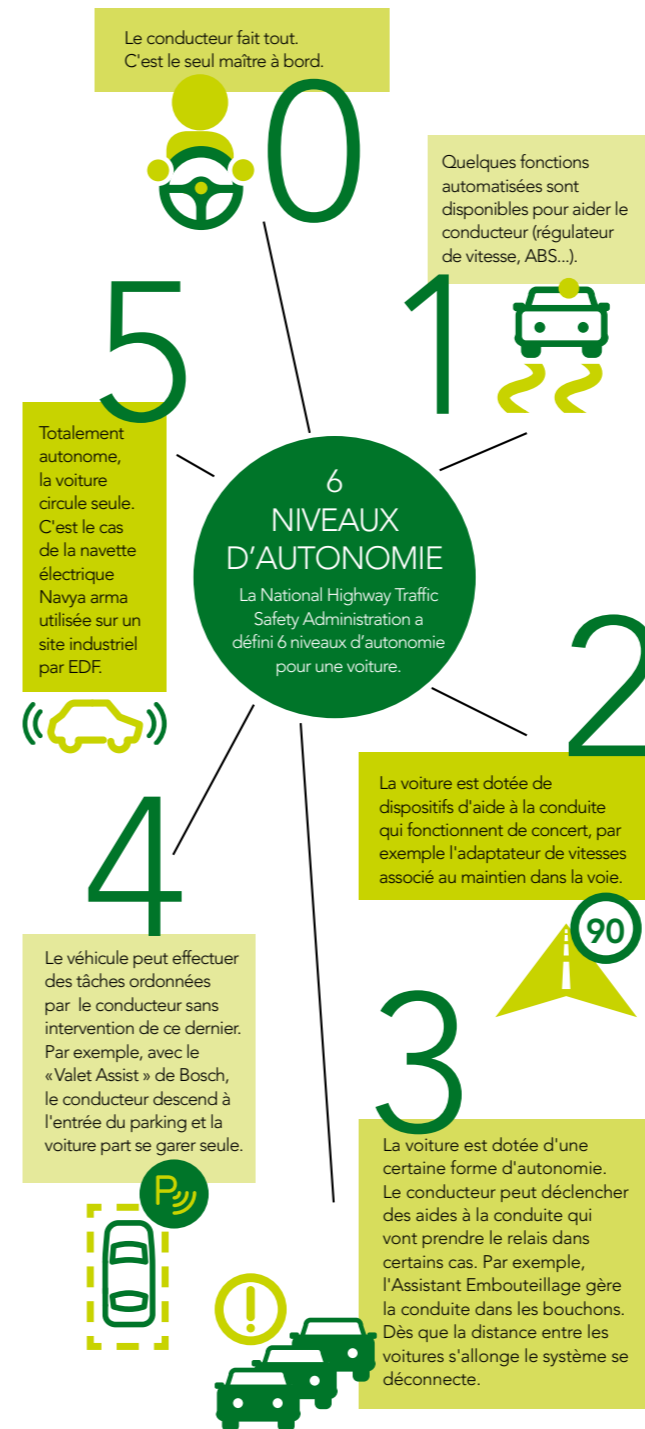 Le conducteur fait tout.
C'est le seul maître à bord.
0
Quelques fonctions
automatisées sont
disponibles pour aider le
conducteur (régulateur
de vitesse, ABS...).
1
5
Totalement
autonome,
la voiture
circule seule.
C'est le cas
de la navette
électrique
Navya arma
utilisée sur un
site industriel
par EDF.
6
NIVEAUX
D'AUTONOMIE
La National Highway Traffic
Safety Administration a
défini 6 niveaux d'autonomie
pour une voiture.
2
La voiture est dotée de
dispositifs d'aide à la conduite
qui fonctionnent de concert, par
exemple l'adaptateur de vitesses
associé au maintien dans la voie.
90
4
Le véhicule peut effectuer
des tâches ordonnées
par le conducteur sans
intervention de ce dernier.
Par exemple, avec le
«Valet Assist» de Bosch,
le conducteur descend à
l'entrée du parking et la
voiture part se garer seule.
P
3
La voiture est dotée d'une
certaine forme d'autonomie.
Le conducteur peut déclencher
des aides à la conduite qui
vont prendre le relais dans
certains cas. Par exemple,
l'Assistant Embouteillage gère
la conduite dans les bouchons.
Dès que la distance entre les
voitures s'allonge le système se
déconnecte.
!